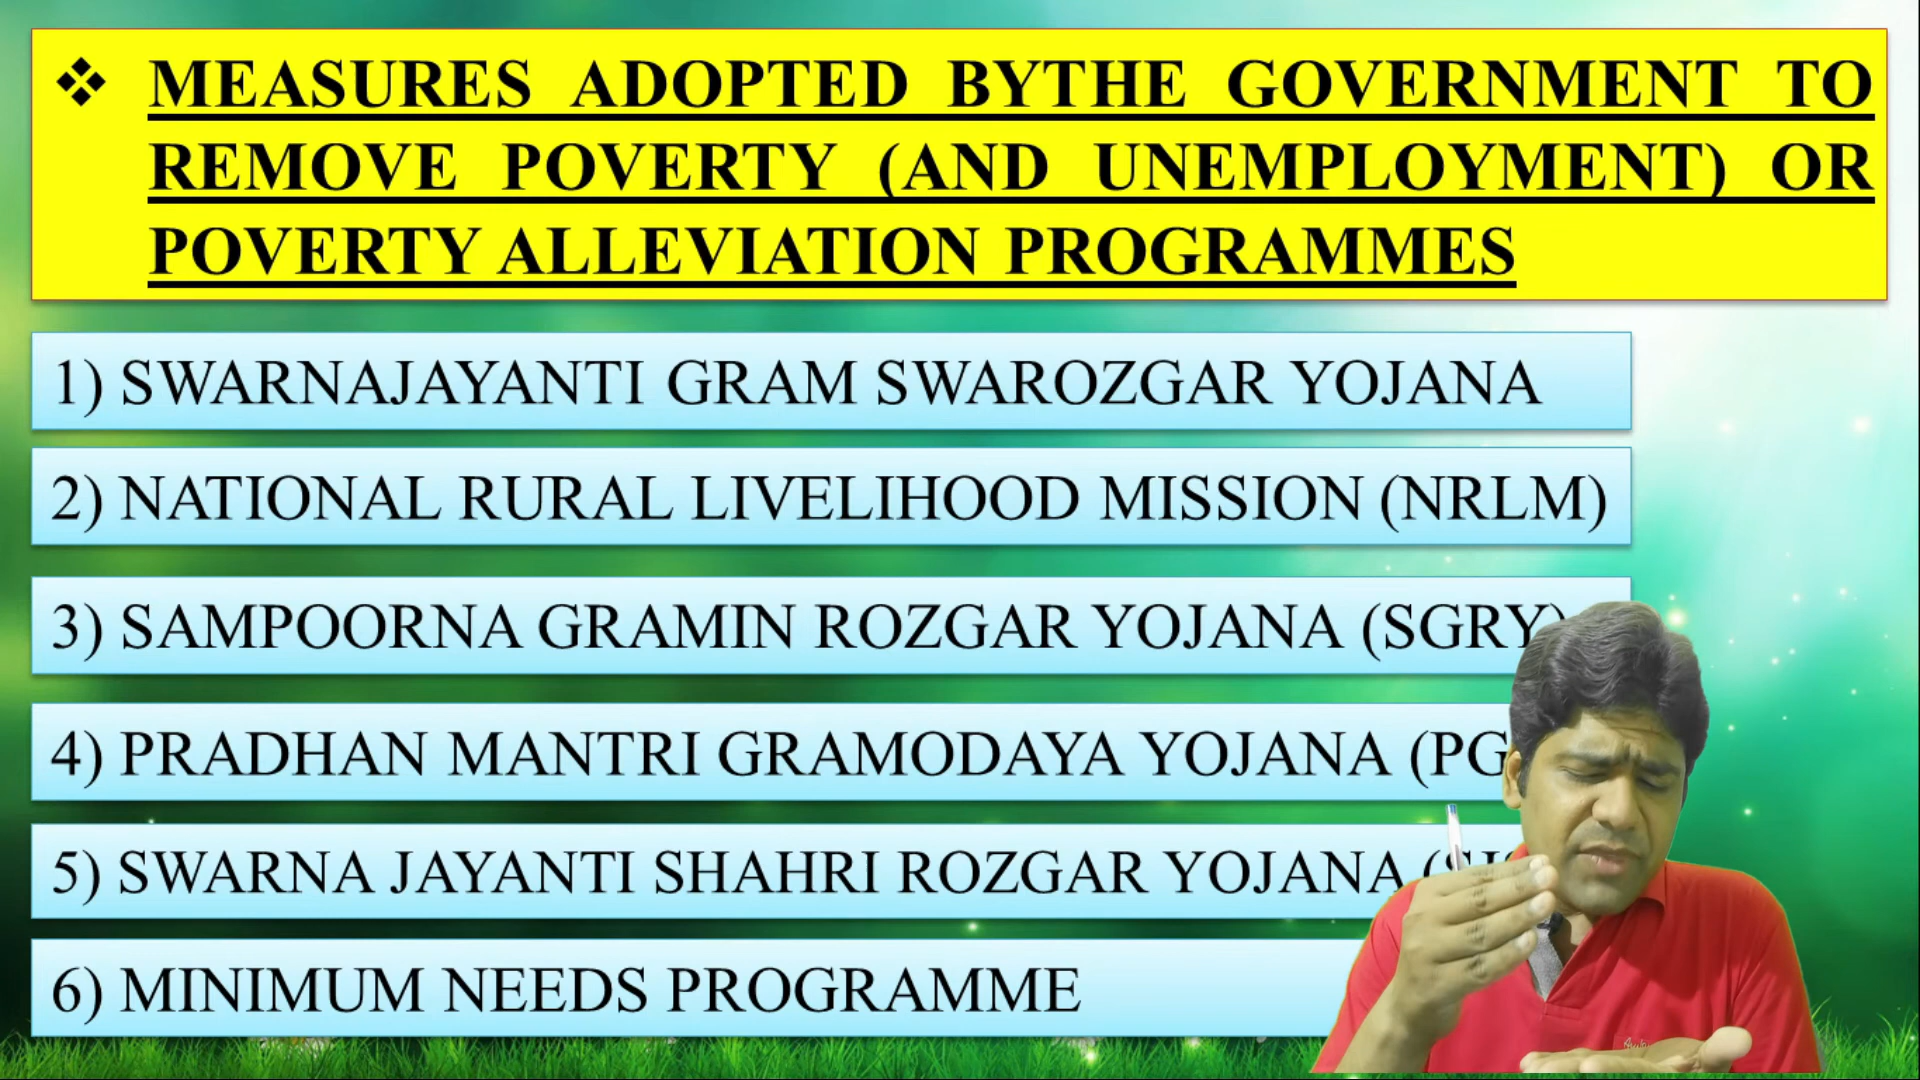 ❖ MEASURES ADOPTED BYTHE GOVERNMENT TO
REMOVE POVERTY (AND UNEMPLOYMENT) OR
POVERTY ALLEVIATION PROGRAMMES
1) SWARNAJAYANTI GRAM SWAROZGAR YOJANA
2) NATIONAL RURAL LIVELIHOOD MISSION (NRLM)
3) SAMPOORNA GRAMIN ROZGAR YOJANA (SGRY)
4) PRADHAN MANTRI GRAMODAYA YOJANA (PG
5) SWARNA JAYANTI SHAHRI ROZGAR YOJANA
6) MINIMUM NEEDS PROGRAMME